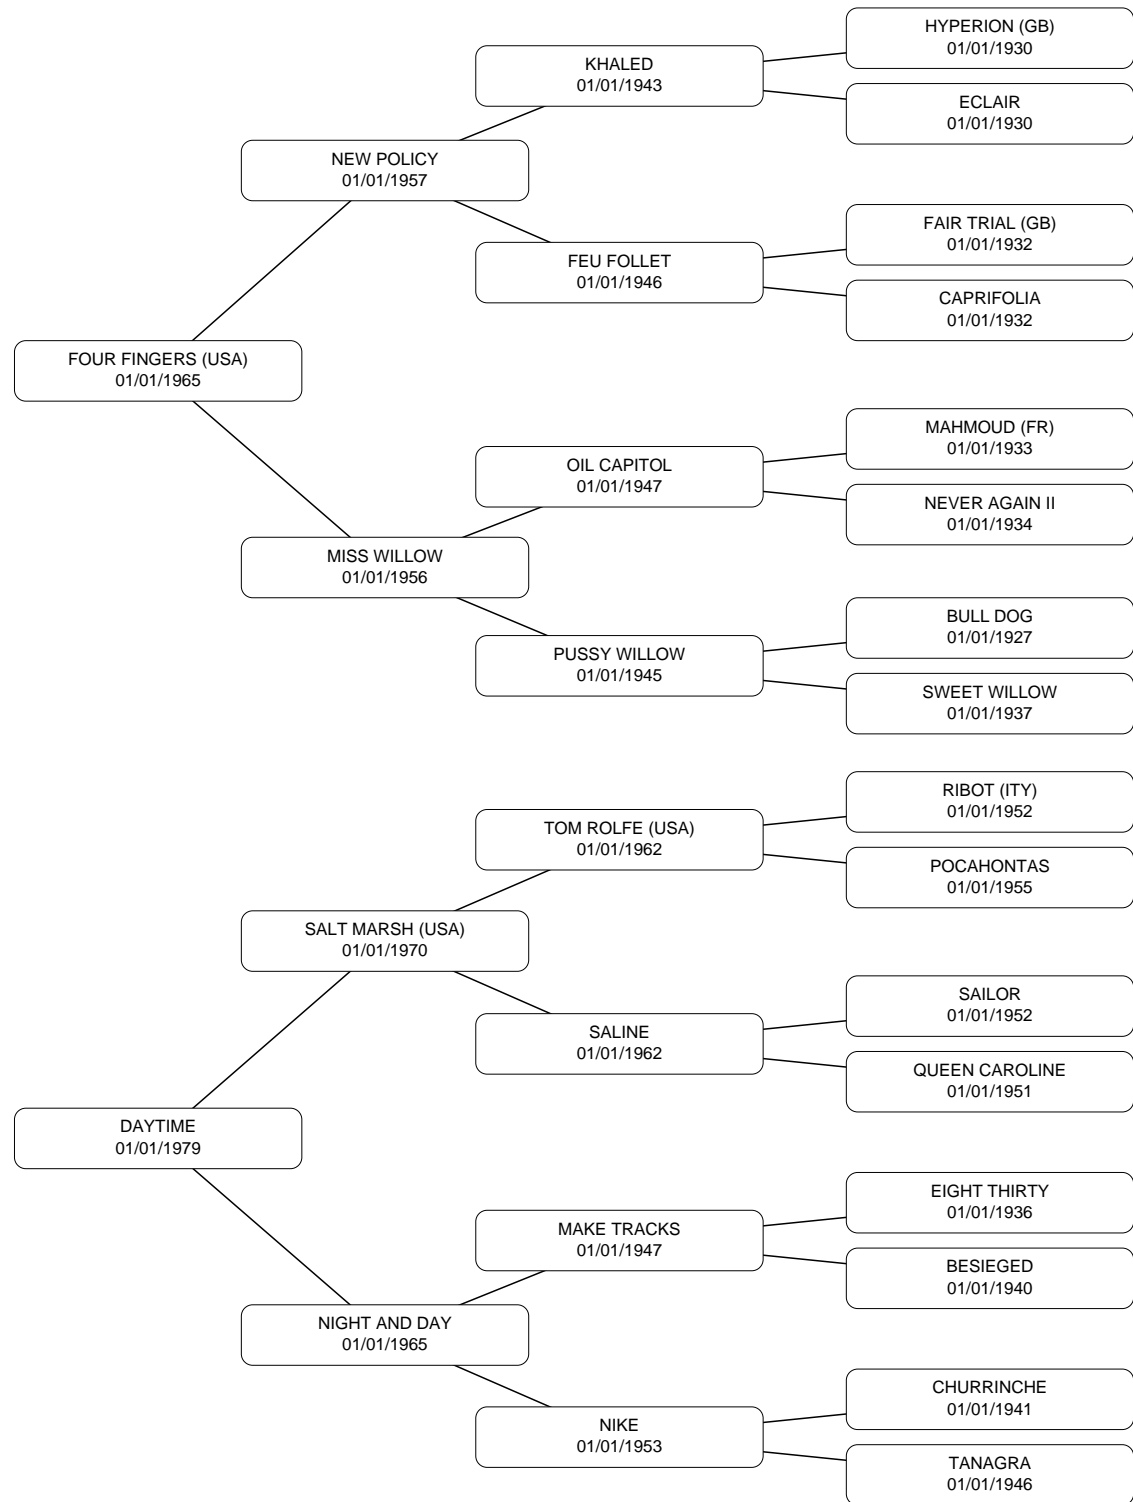 HYPERION (GB)
01/01/1930
KHALED
01/01/1943
ECLAIR
01/01/1930
NEW POLICY
01/01/1957
FAIR TRIAL (GB)
01/01/1932
FEU FOLLET
01/01/1946
CAPRIFOLIA
01/01/1932
FOUR FINGERS (USA)
01/01/1965
MAHMOUD (FR)
01/01/1933
OIL CAPITOL
01/01/1947
NEVER AGAIN II
01/01/1934
MISS WILLOW
01/01/1956
BULL DOG
01/01/1927
PUSSY WILLOW
01/01/1945
SWEET WILLOW
01/01/1937
RIBOT (ITY)
01/01/1952
TOM ROLFE (USA)
01/01/1962
POCAHONTAS
01/01/1955
SALT MARSH (USA)
01/01/1970
SAILOR
01/01/1952
SALINE
01/01/1962
QUEEN CAROLINE
01/01/1951
DAYTIME
01/01/1979
EIGHT THIRTY
01/01/1936
MAKE TRACKS
01/01/1947
BESIEGED
01/01/1940
NIGHT AND DAY
01/01/1965
CHURRINCHE
01/01/1941
NIKE
01/01/1953
TANAGRA
01/01/1946